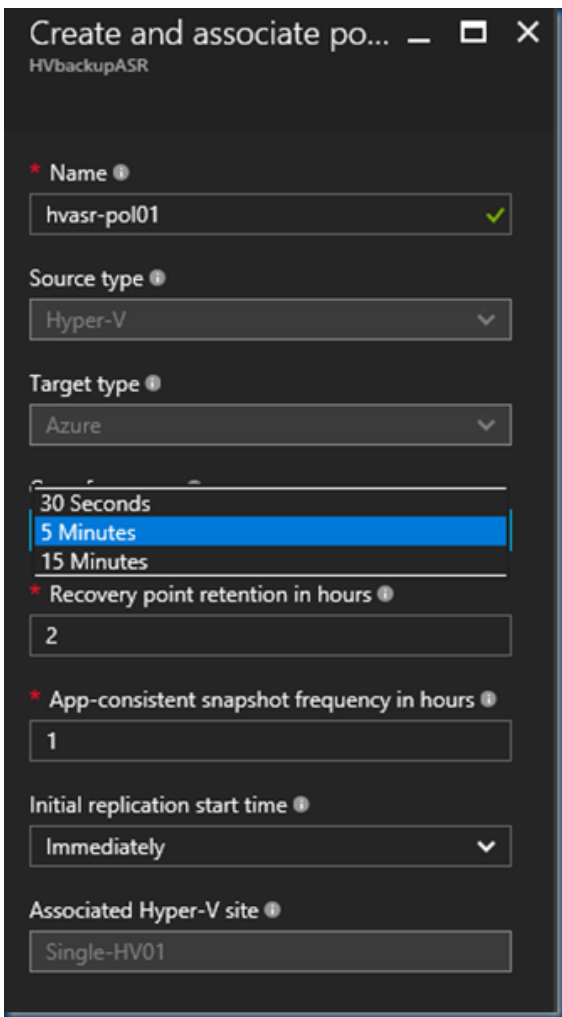 Create and associate po...
HVbackupASR
* Name
hvasr-pol01
Source type
Hyper-V
Target type
Azure
30 Seconds
5 Minutes
15 Minutes
* Recovery point retention in hours
2
* App-consistent snapshot frequency in hours
1
Initial replication start time
Immediately
Associated Hyper-V site
Single-HV01